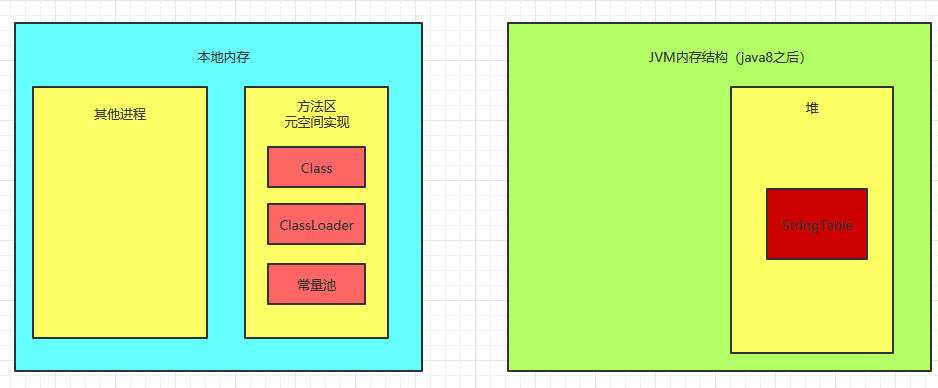 本地内存
其他进程
方法区
元空间实现
Class
ClassLoader
常量池
JVM内存结构（java8之后）
堆
StringTable